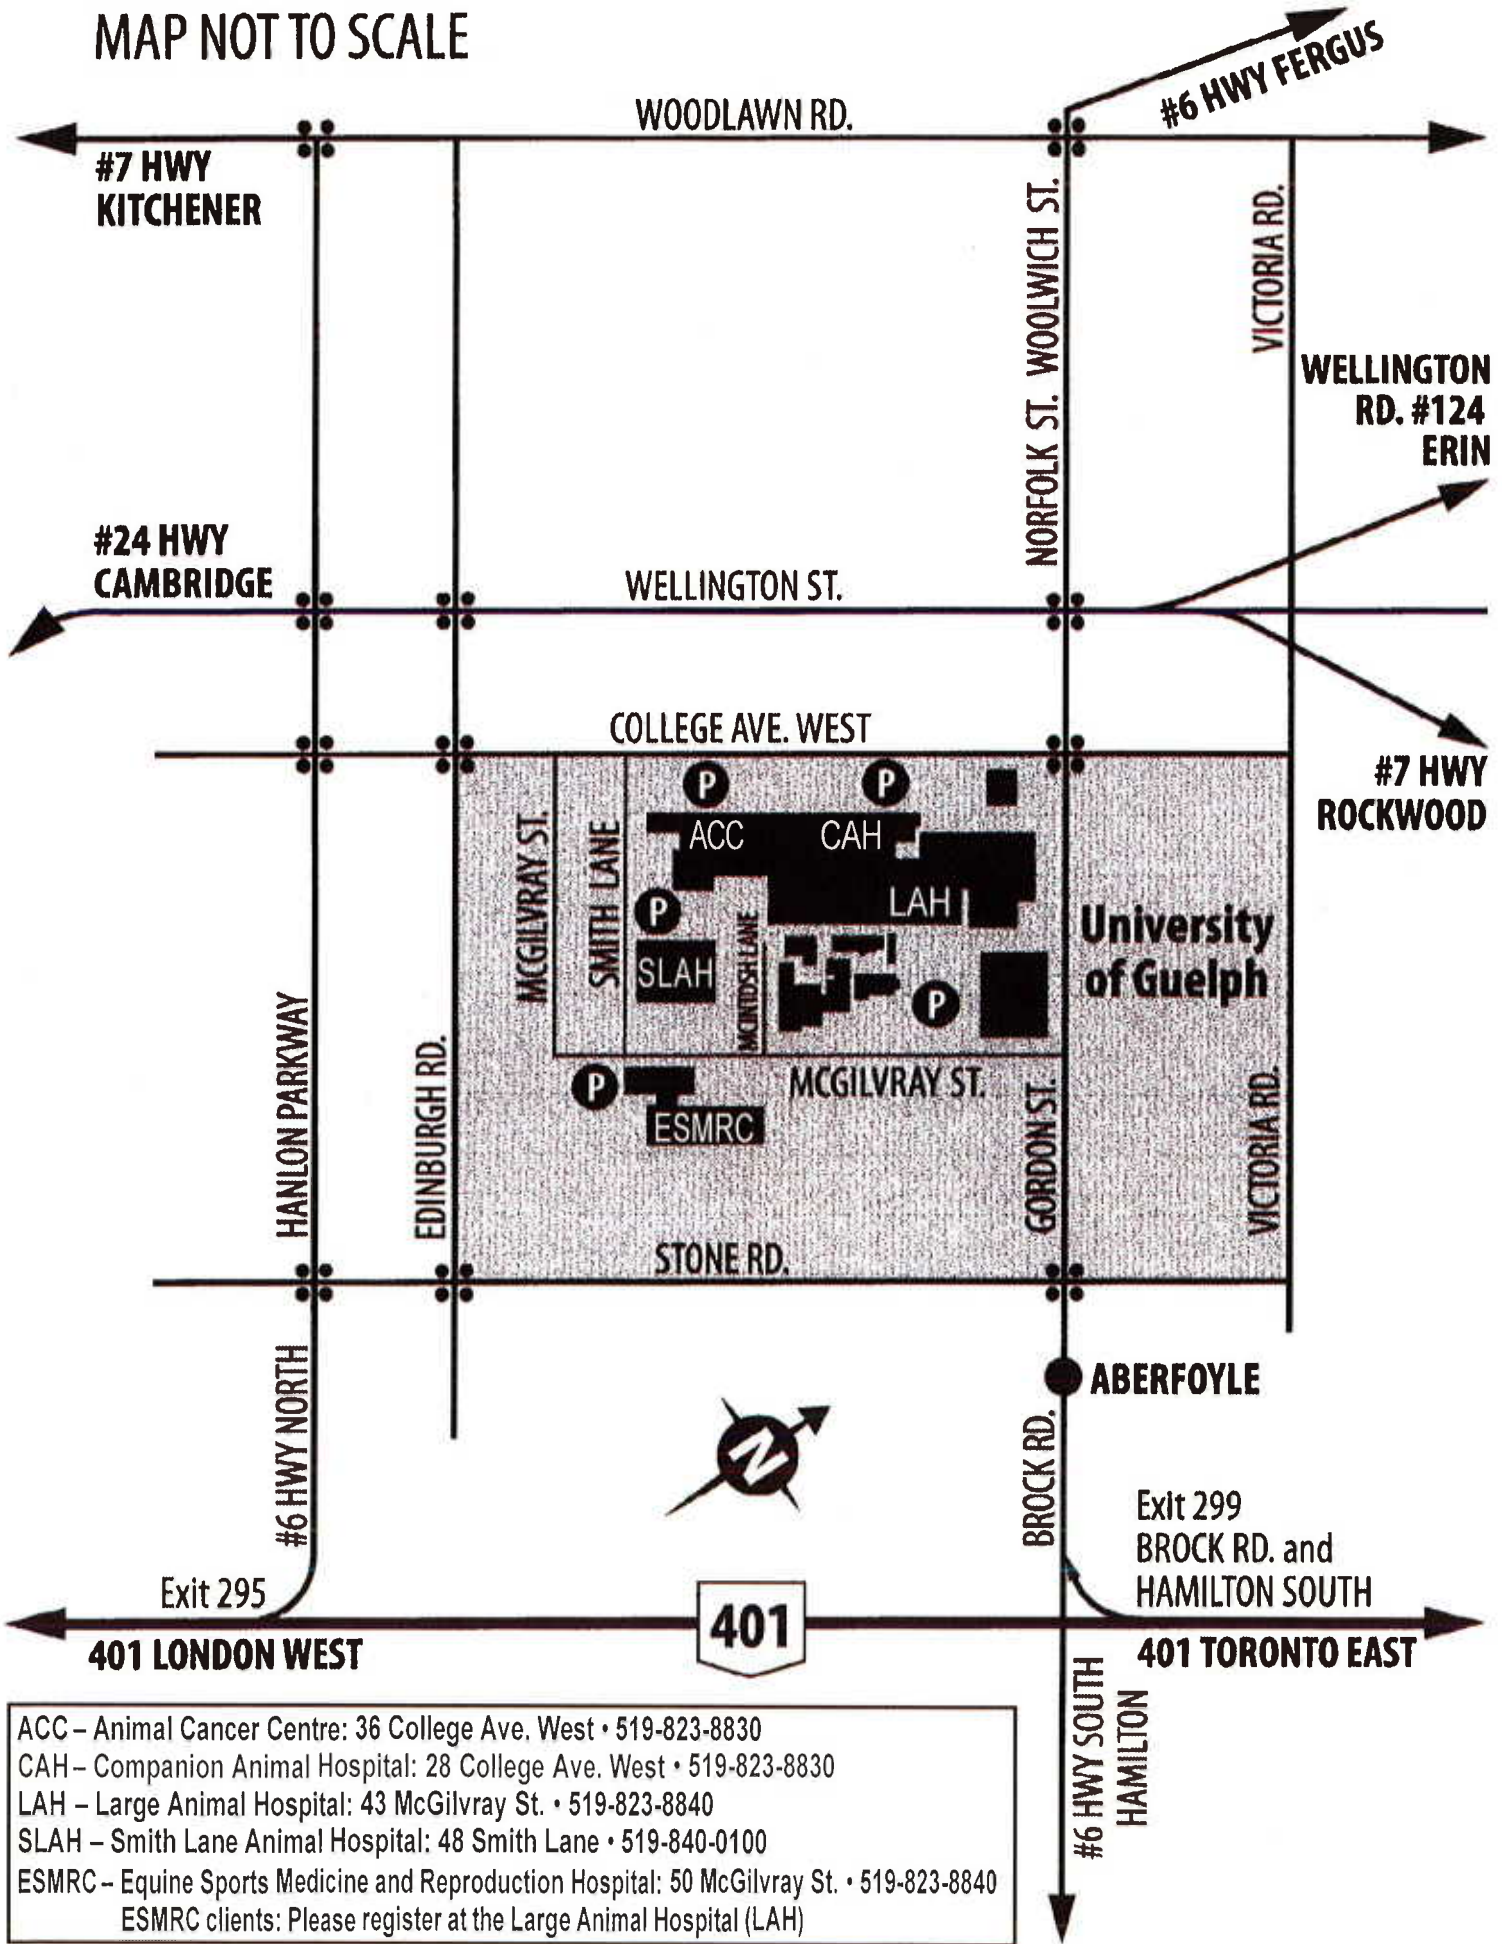 MAP NOT TO SCALE
#6 HWY FERGUS
WOODLAWN RD.
#7 HWY
KITCHENER
NORFOLK ST. WOOLWICH ST.
VICTORIA RD.
WELLINGTON
RD. #124
ERIN
#24 HWY
CAMBRIDGE
WELLINGTON ST.
COLLEGE AVE. WEST
#7 HWY
ROCKWOOD
P
P
ACC
CAH
MCGILVRAY ST.
SMITH LANE
P
LAH
SLAH
MCINTOSH LANE
P
University
of Guelph
HANLON PARKWAY
EDINBURGH RD.
P
MCGILVRAY ST.
ESMRC
GORDON ST.
VICTORIA RD.
STONE RD.
#6 HWY NORTH
ABERFOYLE
N
BROCK RD.
Exit 299
BROCK RD. and
HAMILTON SOUTH
Exit 295
401
401 LONDON WEST
401 TORONTO EAST
#6 HWY SOUTH
HAMILTON
ACC – Animal Cancer Centre: 36 College Ave. West • 519-823-8830
CAH – Companion Animal Hospital: 28 College Ave. West • 519-823-8830
LAH – Large Animal Hospital: 43 McGilvray St. • 519-823-8840
SLAH – Smith Lane Animal Hospital: 48 Smith Lane • 519-840-0100
ESMRC – Equine Sports Medicine and Reproduction Hospital: 50 McGilvray St. • 519-823-8840
ESMRC clients: Please register at the Large Animal Hospital (LAH)